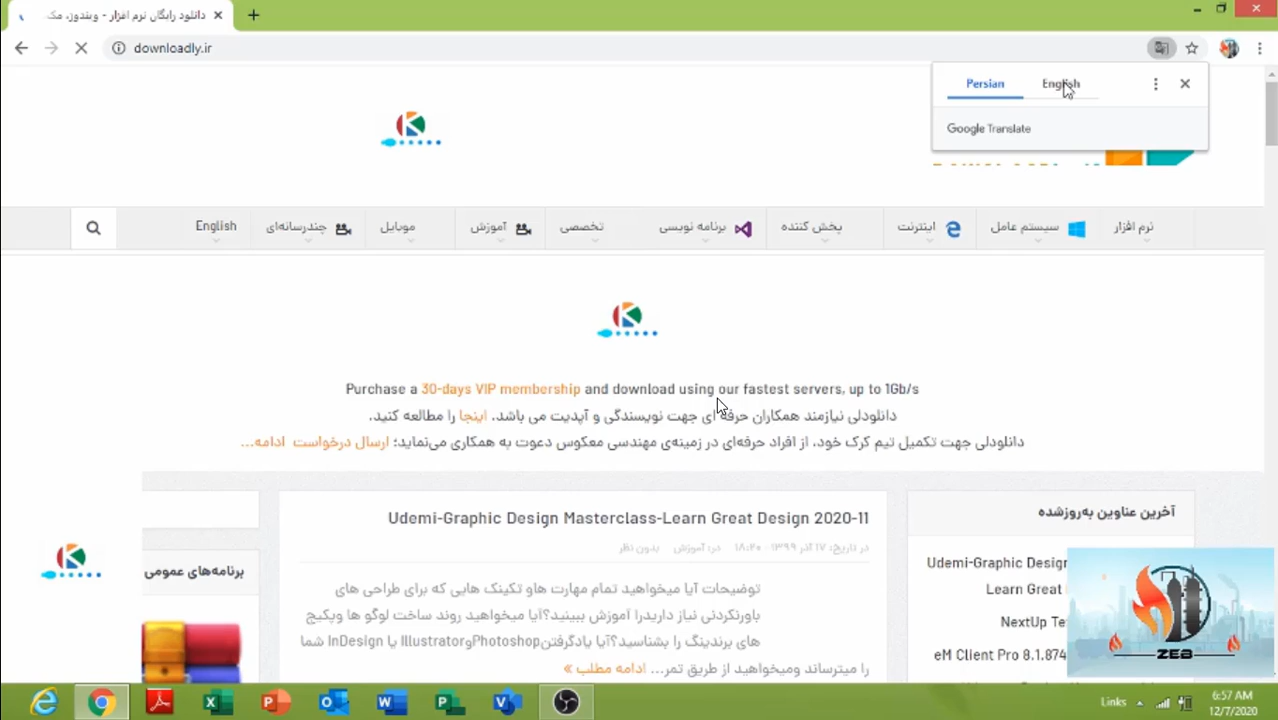 دانلود رایگان نرم افزار - ویندوز، مک
downloadly.ir
Persian
English
Google Translate
نرم افزار
سیستم عامل
اینترنت
پخش کننده
برنامه نویسی
تخصصی
آموزش
موبایل
چندرسانه‌ای
English
Purchase a 30-days VIP membership and download using our fastest servers, up to 1Gb/s
دانلودلی نیازمند همکاران حرفه ای جهت نویسندگی و آپدیت می باشد. اینجا را مطالعه کنید.
دانلودلی جهت تکمیل تیم کرک خود، از افراد حرفه‌ای در زمینه‌ی مهندسی معکوس دعوت به همکاری می‌نماید؛ ارسال درخواست ادامه...
آخرین عناوین به‌روزشده
Udemi-Graphic Desig
Learn Great
NextUp Te
eM Client Pro 8.1.874
Udemi-Graphic Design Masterclass-Learn Great Design 2020-11
در تاریخ: ۱۷ آذر ۱۳۹۹ - ۱۸:۲۰ در: آموزش بدون نظر
توضیحات آیا میخواهید تمام مهارت هاو تکینک هایی که برای طراحی های
باورنکردنی نیاز داریدرا آموزش ببینید؟آیا میخواهید روند ساخت لوگو ها وپکیج
های برندینگ را بشناسید؟آیا یادگرفتنPhotoshopوIllustrator یا InDesign شما
را میترساند ومیخواهید از طریق تمر... ادامه مطلب »
برنامه‌های عمومی
ZEB
Links
6:57 AM
12/7/2020